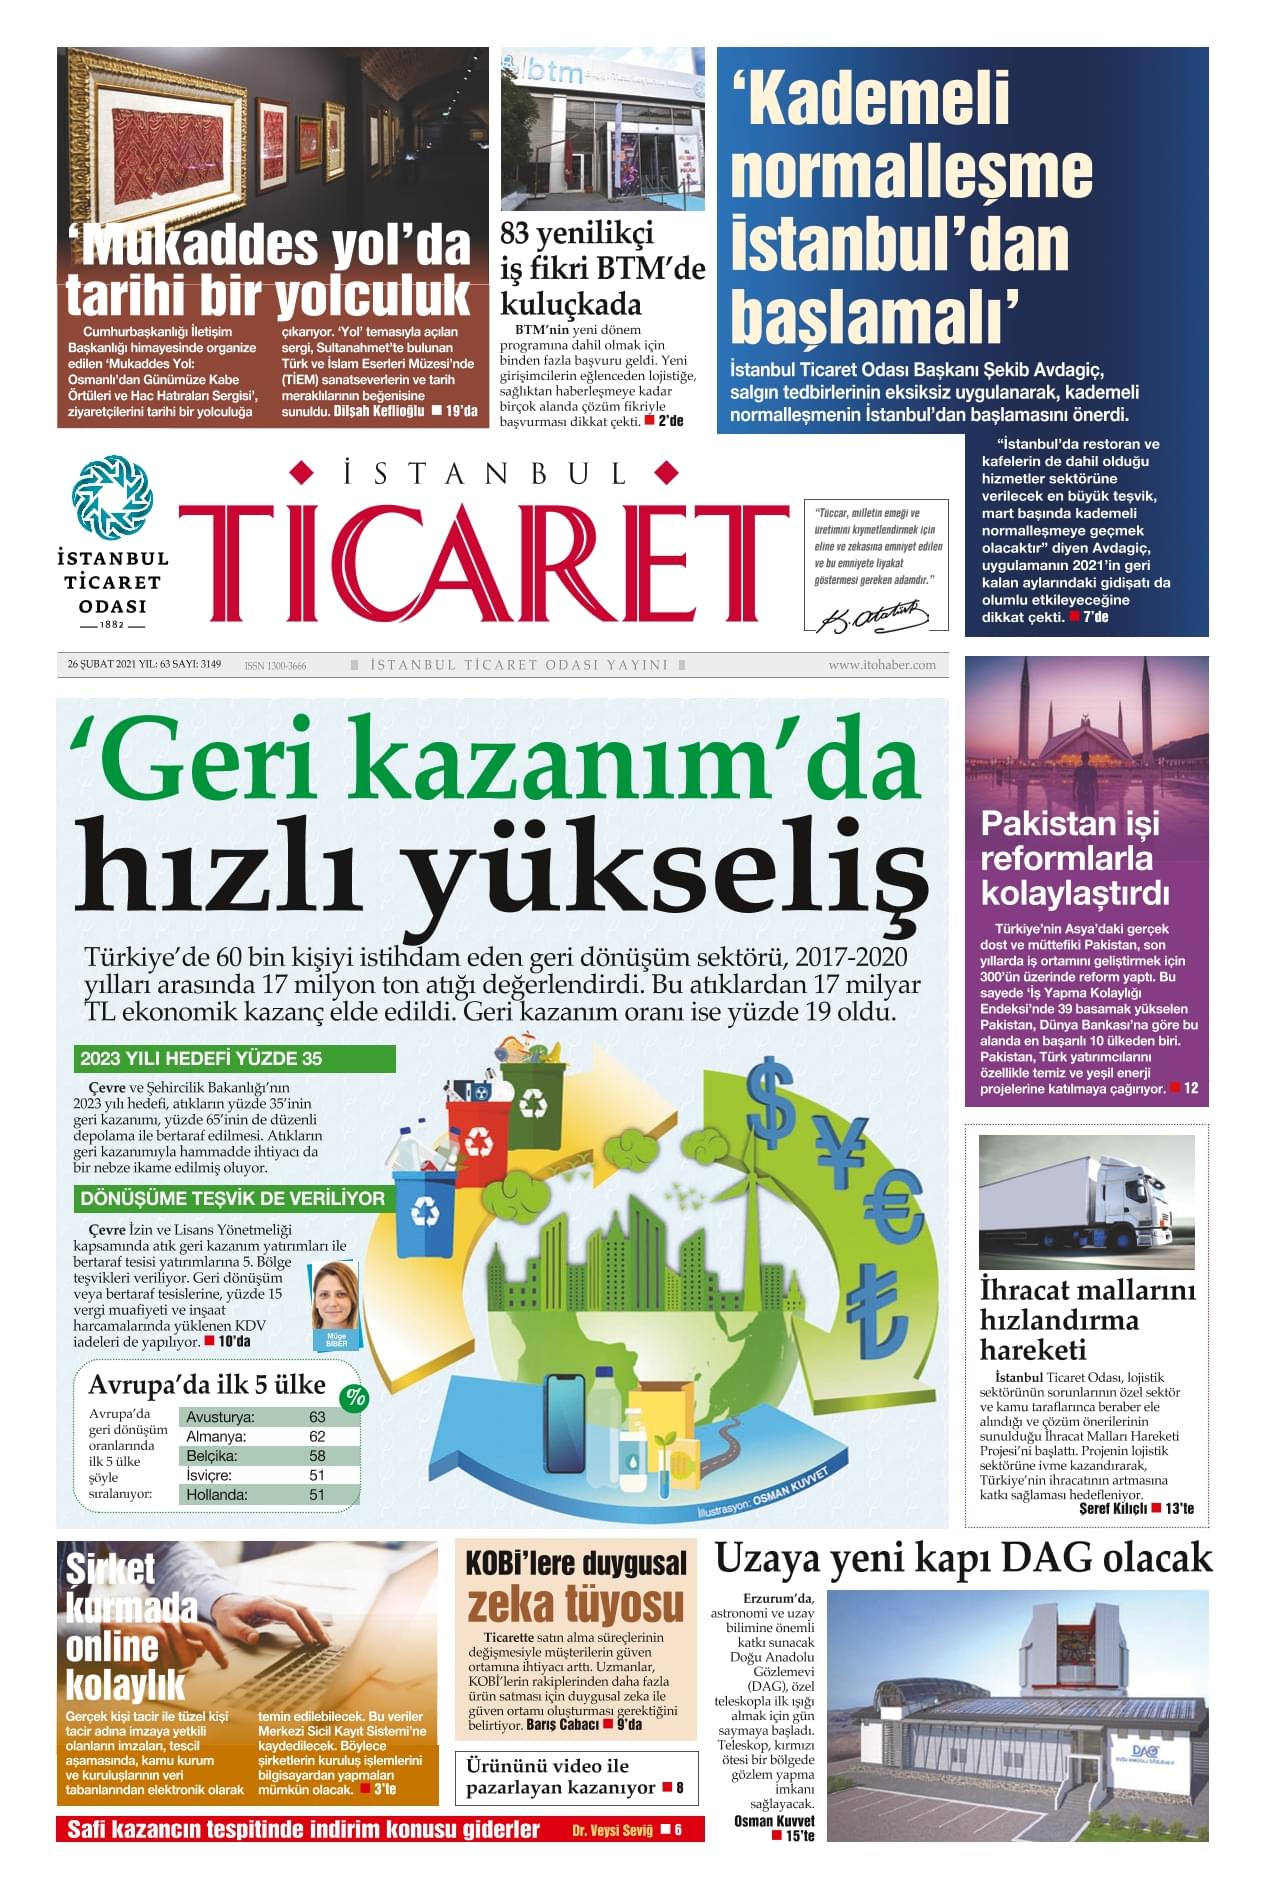 'Mukaddes yol'da
tarihi bir yolculuk
Cumhurbaşkanlığı İletişim
Başkanlığı himayesinde organize
edilen 'Mukaddes Yol:
Osmanlı'dan Günümüze Kabe
Örtüleri ve Hac Hatıraları Sergisi',
ziyaretçilerini tarihi bir yolculuğa
çıkarıyor. 'Yol' temasıyla açılan
sergi, Sultanahmet'te bulunan
Türk ve İslam Eserleri Müzesi'nde
(TİEM) sanatseverlerin ve tarih
meraklılarının beğenisine
sunuldu. Dilşah Keflioğlu ■ 19'da
btm
83 yenilikçi
iş fikri BTM'de
kuluçkada
BTM'nin yeni dönem
programına dahil olmak için
binden fazla başvuru geldi. Yeni
girişimcilerin eğlenceden lojistiğe,
sağlıktan haberleşmeye kadar
birçok alanda çözüm fikriyle
başvurması dikkat çekti. ■ 2'de
'Kademeli
normalleşme
İstanbul'dan
başlamalı'
İstanbul Ticaret Odası Başkanı Şekib Avdagiç,
salgın tedbirlerinin eksiksiz uygulanarak, kademeli
normalleşmenin İstanbul'dan başlamasını önerdi.
"İstanbul'da restoran ve
kafelerin de dahil olduğu
hizmetler sektörüne
verilecek en büyük teşvik,
mart başında kademeli
normalleşmeye geçmek
olacaktır" diyen Avdagiç,
uygulamanın 2021'in geri
kalan aylarındaki gidişatı da
olumlu etkileyeceğine
dikkat çekti. ■ 7'de
İSTANBUL
TİCARET
ODASI
1882
İSTANBUL
TİCARET
"Tüccar, milletin emeği ve
üretimini kıymetlendirmek için
eline ve zekasına emniyet edilen
ve bu emniyete liyakat
göstermesi gereken adamdır."
K. Atatürk
26 ŞUBAT 2021 YIL: 63 SAYI: 3149
ISSN 1300-3666
İSTANBUL TİCARET ODASI YAYINI
www.itohaber.com
'Geri kazanım'da
hızlı yükseliş
Türkiye'de 60 bin kişiyi istihdam eden geri dönüşüm sektörü, 2017-2020
yılları arasında 17 milyon ton atığı değerlendirdi. Bu atıklardan 17 milyar
TL ekonomik kazanç elde edildi. Geri kazanım oranı ise yüzde 19 oldu.
2023 YILI HEDEFİ YÜZDE 35
Çevre ve Şehircilik Bakanlığı'nın
2023 yılı hedefi, atıkların yüzde 35'inin
geri kazanımı, yüzde 65'inin de düzenli
depolama ile bertaraf edilmesi. Atıkların
geri kazanımıyla hammadde ihtiyacı da
bir nebze ikame edilmiş oluyor.
DÖNÜŞÜME TEŞVİK DE VERİLİYOR
Çevre İzin ve Lisans Yönetmeliği
kapsamında atık geri kazanım yatırımları ile
bertaraf tesisi yatırımlarına 5. Bölge
teşvikleri veriliyor. Geri dönüşüm
veya bertaraf tesislerine, yüzde 15
vergi muafiyeti ve inşaat
harcamalarında yüklenen KDV
iadeleri de yapılıyor. ■ 10'da
Müge
BİBER
Avrupa'da ilk 5 ülke
%
Avrupa'da
geri dönüşüm
oranlarında
ilk 5 ülke
şöyle
sıralanıyor:
Avusturya: 63
Almanya: 62
Belçika: 58
İsviçre: 51
Hollanda: 51
$
¥
€
₺
İllustrasyon: OSMAN KUVVET
Pakistan işi
reformlarla
kolaylaştırdı
Türkiye'nin Asya'daki gerçek
dost ve müttefiki Pakistan, son
yıllarda iş ortamını geliştirmek için
300'ün üzerinde reform yaptı. Bu
sayede 'İş Yapma Kolaylığı
Endeksi'nde 39 basamak yükselen
Pakistan, Dünya Bankası'na göre bu
alanda en başarılı 10 ülkeden biri.
Pakistan, Türk yatırımcılarını
özellikle temiz ve yeşil enerji
projelerine katılmaya çağırıyor. ■ 12
İhracat mallarını
hızlandırma
hareketi
İstanbul Ticaret Odası, lojistik
sektörünün sorunlarının özel sektör
ve kamu taraflarınca beraber ele
alındığı ve çözüm önerilerinin
sunulduğu İhracat Malları Hareketi
Projesi'ni başlattı. Projenin lojistik
sektörüne ivme kazandırarak,
Türkiye'nin ihracatının artmasına
katkı sağlaması hedefleniyor.
Şeref Kılıçlı ■ 13'te
Şirket
kurmada
online
kolaylık
Gerçek kişi tacir ile tüzel kişi
tacir adına imzaya yetkili
olanların imzaları, tescil
aşamasında, kamu kurum
ve kuruluşlarının veri
tabanlarından elektronik olarak
temin edilebilecek. Bu veriler
Merkezi Sicil Kayıt Sistemi'ne
kaydedilecek. Böylece
şirketlerin kuruluş işlemlerini
bilgisayardan yapmaları
mümkün olacak. ■ 3'te
KOBİ'lere duygusal
zeka tüyosu
Ticarette satın alma süreçlerinin
değişmesiyle müşterilerin güven
ortamına ihtiyacı arttı. Uzmanlar,
KOBİ'lerin rakiplerinden daha fazla
ürün satması için duygusal zeka ile
güven ortamı oluşturması gerektiğini
belirtiyor. Barış Cabacı ■ 9'da
Ürününü video ile
pazarlayan kazanıyor ■ 8
Safi kazancın tespitinde indirim konusu giderler Dr. Veysi Seviğ ■ 6
Uzaya yeni kapı DAG olacak
Erzurum'da,
astronomi ve uzay
bilimine önemli
katkı sunacak
Doğu Anadolu
Gözlemevi
(DAG), özel
teleskopla ilk ışığı
almak için gün
saymaya başladı.
Teleskop, kırmızı
ötesi bir bölgede
gözlem yapma
imkanı
sağlayacak.
Osman Kuvvet
■ 15'te
DAG
DOĞU ANADOLU GÖZLEMEVİ